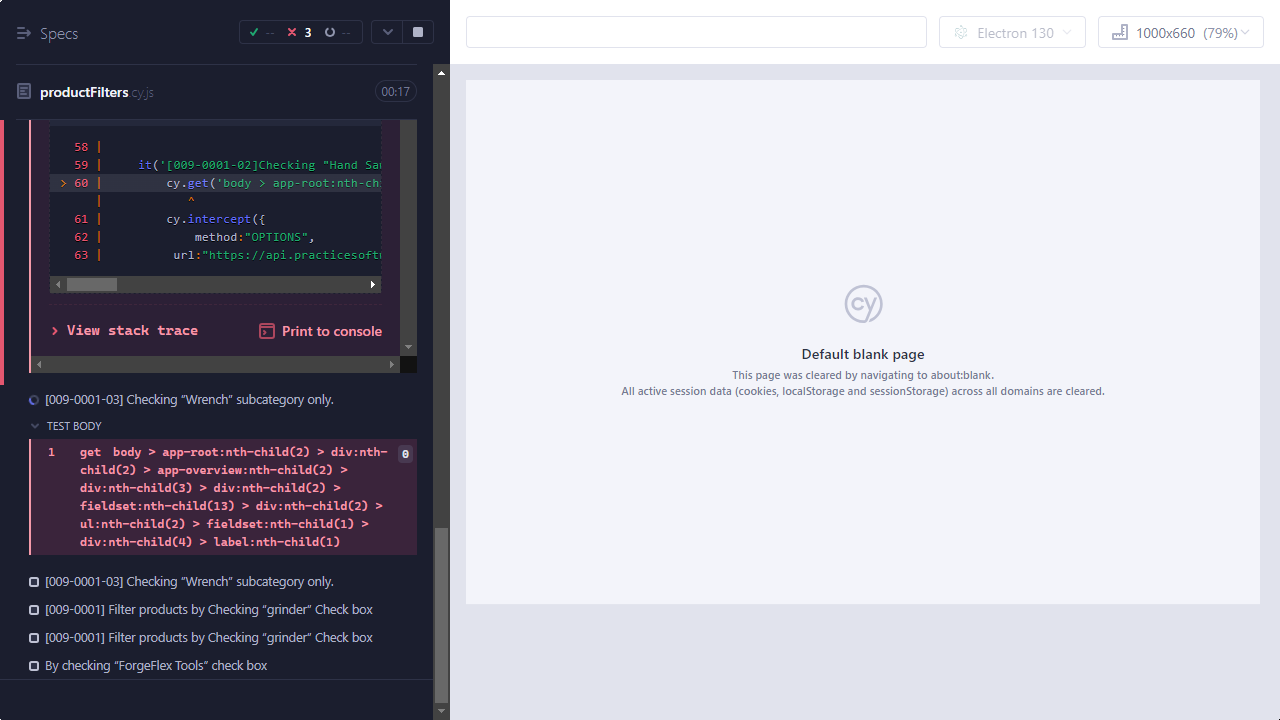 Specs
-- 3 --
Electron 130
1000x660 (79%)
productFilters.cy.js
00:17
58 |
59 | it('[009-0001-02]Checking "Hand Sa
> 60 | cy.get('body > app-root:nth-chi
| ^
61 | cy.intercept({
62 | method:"OPTIONS",
63 | url:"https://api.practicesoft
> View stack trace
Print to console
[009-0001-03] Checking “Wrench” subcategory only.
TEST BODY
1 get body > app-root:nth-child(2) > div:nth-
child(2) > app-overview:nth-child(2) >
div:nth-child(3) > div:nth-child(2) >
fieldset:nth-child(13) > div:nth-child(2) >
ul:nth-child(2) > fieldset:nth-child(1) >
div:nth-child(4) > label:nth-child(1)
0
[009-0001-03] Checking “Wrench” subcategory only.
[009-0001] Filter products by Checking “grinder” Check box
[009-0001] Filter products by Checking “grinder” Check box
By checking “ForgeFlex Tools” check box
cy
Default blank page
This page was cleared by navigating to about:blank.
All active session data (cookies, localStorage and sessionStorage) across all domains are cleared.